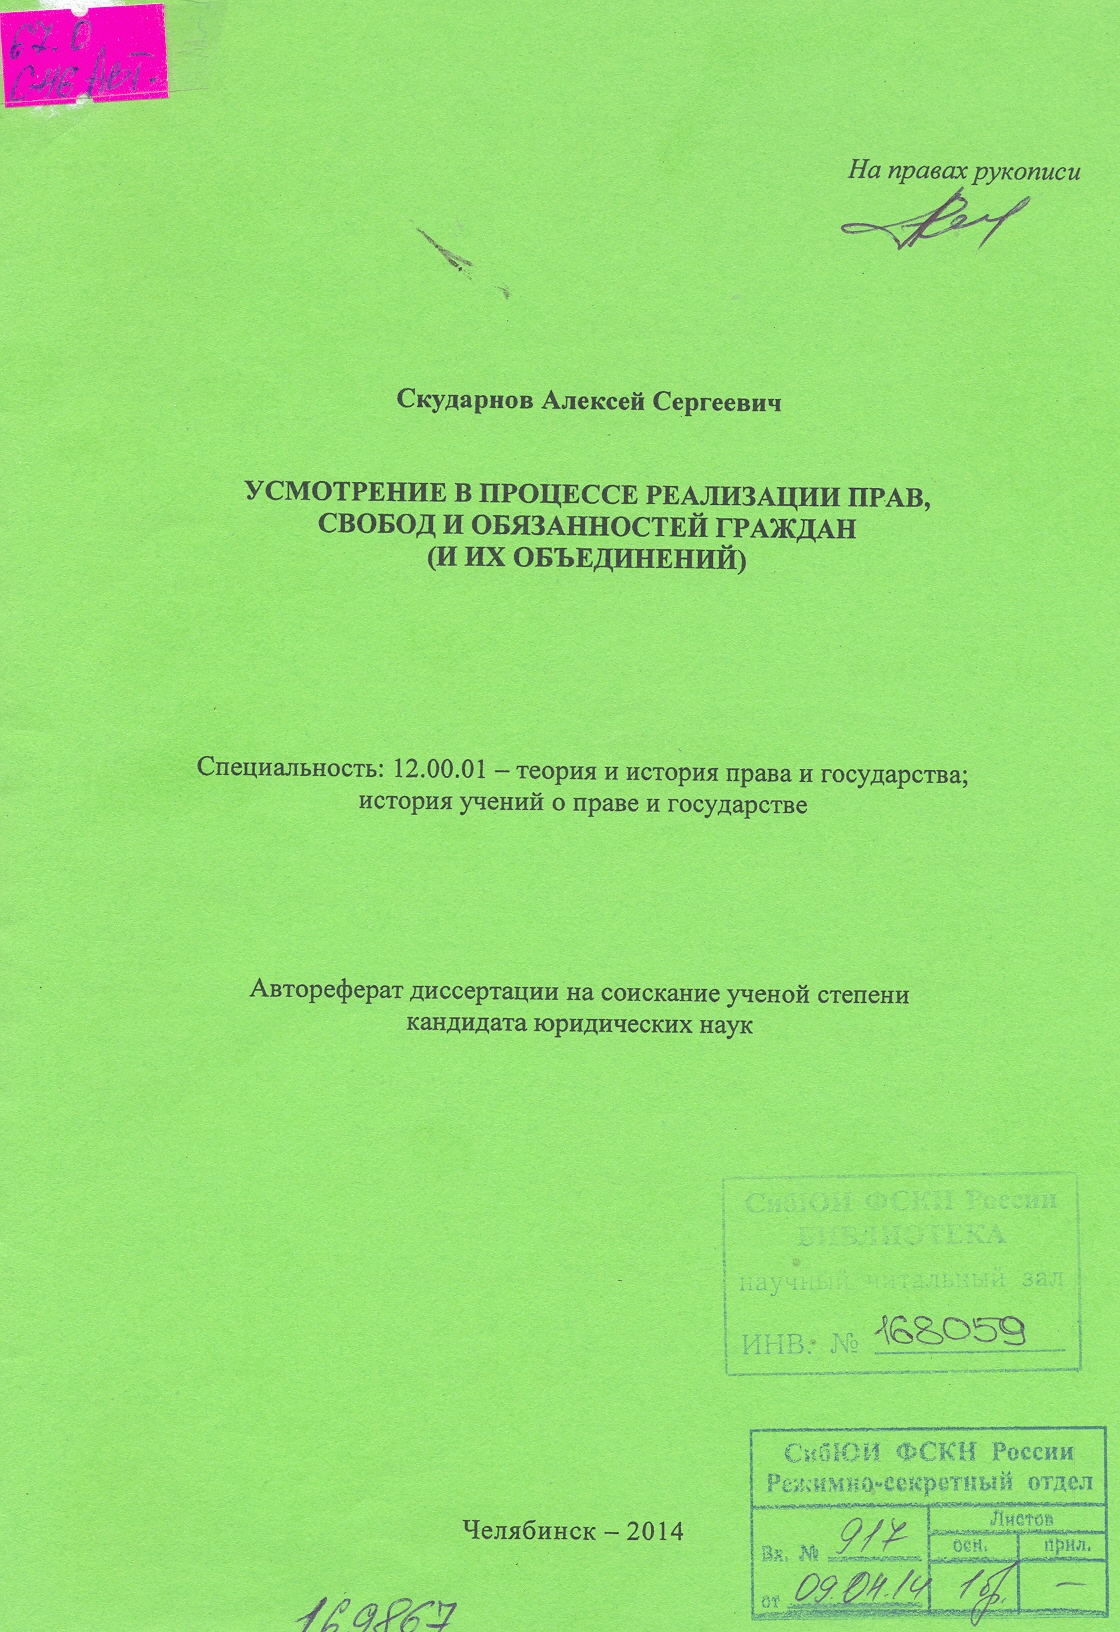 67.0
На правах рукописи
Скударнов Алексей Сергеевич
УСМОТРЕНИЕ В ПРОЦЕССЕ РЕАЛИЗАЦИИ ПРАВ,
СВОБОД И ОБЯЗАННОСТЕЙ ГРАЖДАН
(И ИХ ОБЪЕДИНЕНИЙ)
Специальность: 12.00.01 – теория и история права и государства;
история учений о праве и государстве
Автореферат диссертации на соискание ученой степени
кандидата юридических наук
СибЮИ ФСКН России
БИБЛИОТЕКА
научный читальный зал
ИНВ. № 168059
Челябинск – 2014
СибЮИ ФСКН России
Режимно-секретный отдел
Вх. № 917
от 09.04.14
Листов
осн. прил.
1бр. —
169867